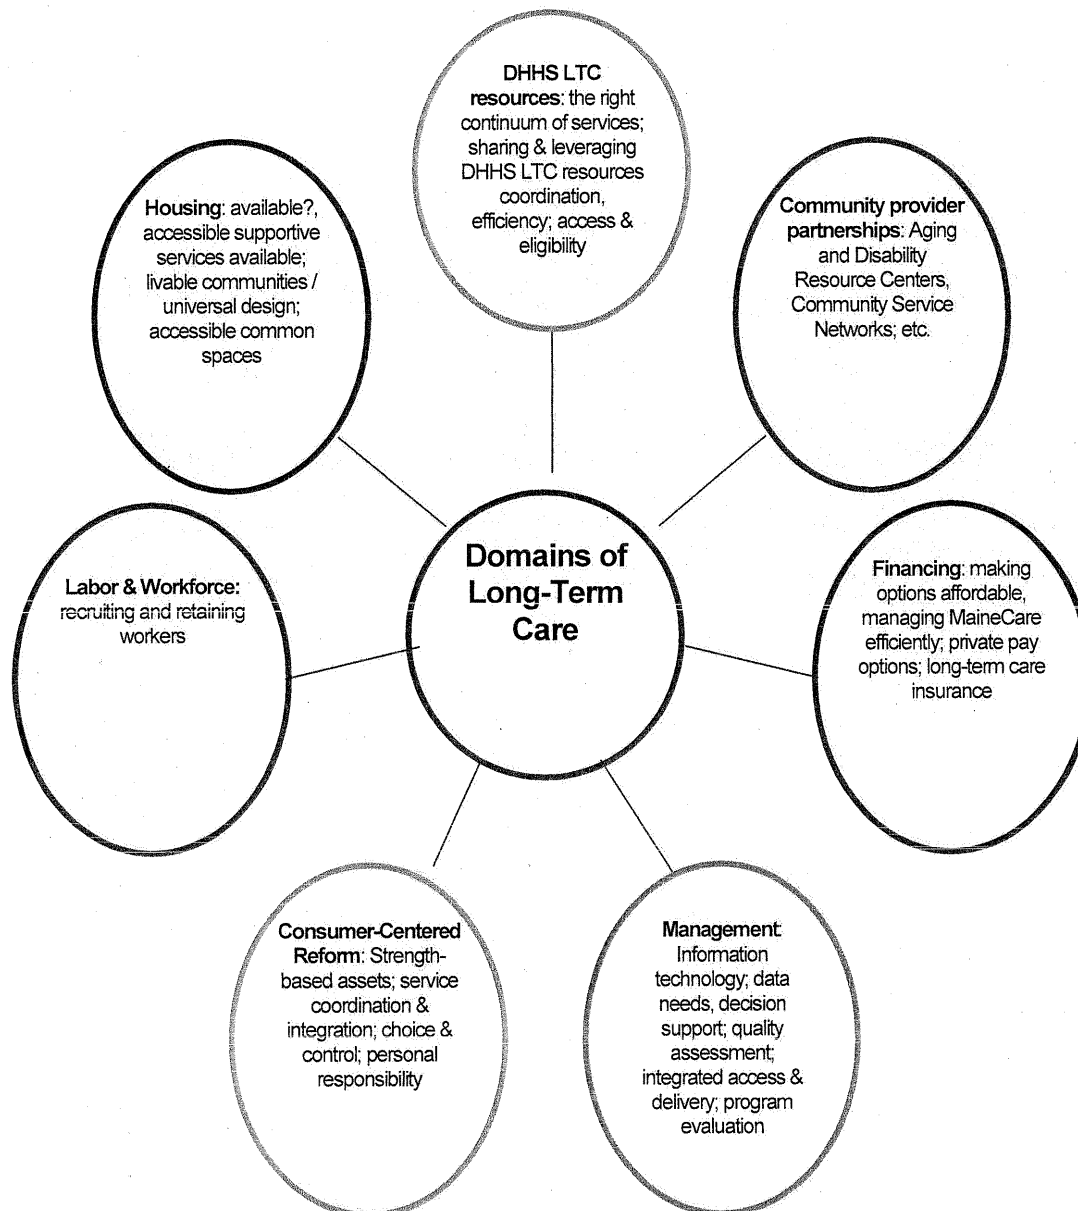 DHHS LTC
resources: the right
continuum of services;
sharing & leveraging
DHHS LTC resources
coordination,
efficiency; access &
eligibility
Housing: available?,
accessible supportive
services available;
livable communities /
universal design;
accessible common
spaces
Community provider
partnerships: Aging
and Disability
Resource Centers,
Community Service
Networks; etc.
Domains of
Long-Term
Care
Labor & Workforce:
recruiting and retaining
workers
Financing: making
options affordable,
managing MaineCare
efficiently; private pay
options; long-term care
insurance
Consumer-Centered
Reform: Strength-
based assets; service
coordination &
integration; choice &
control; personal
responsibility
Management:
Information
technology; data
needs, decision
support; quality
assessment;
integrated access &
delivery; program
evaluation